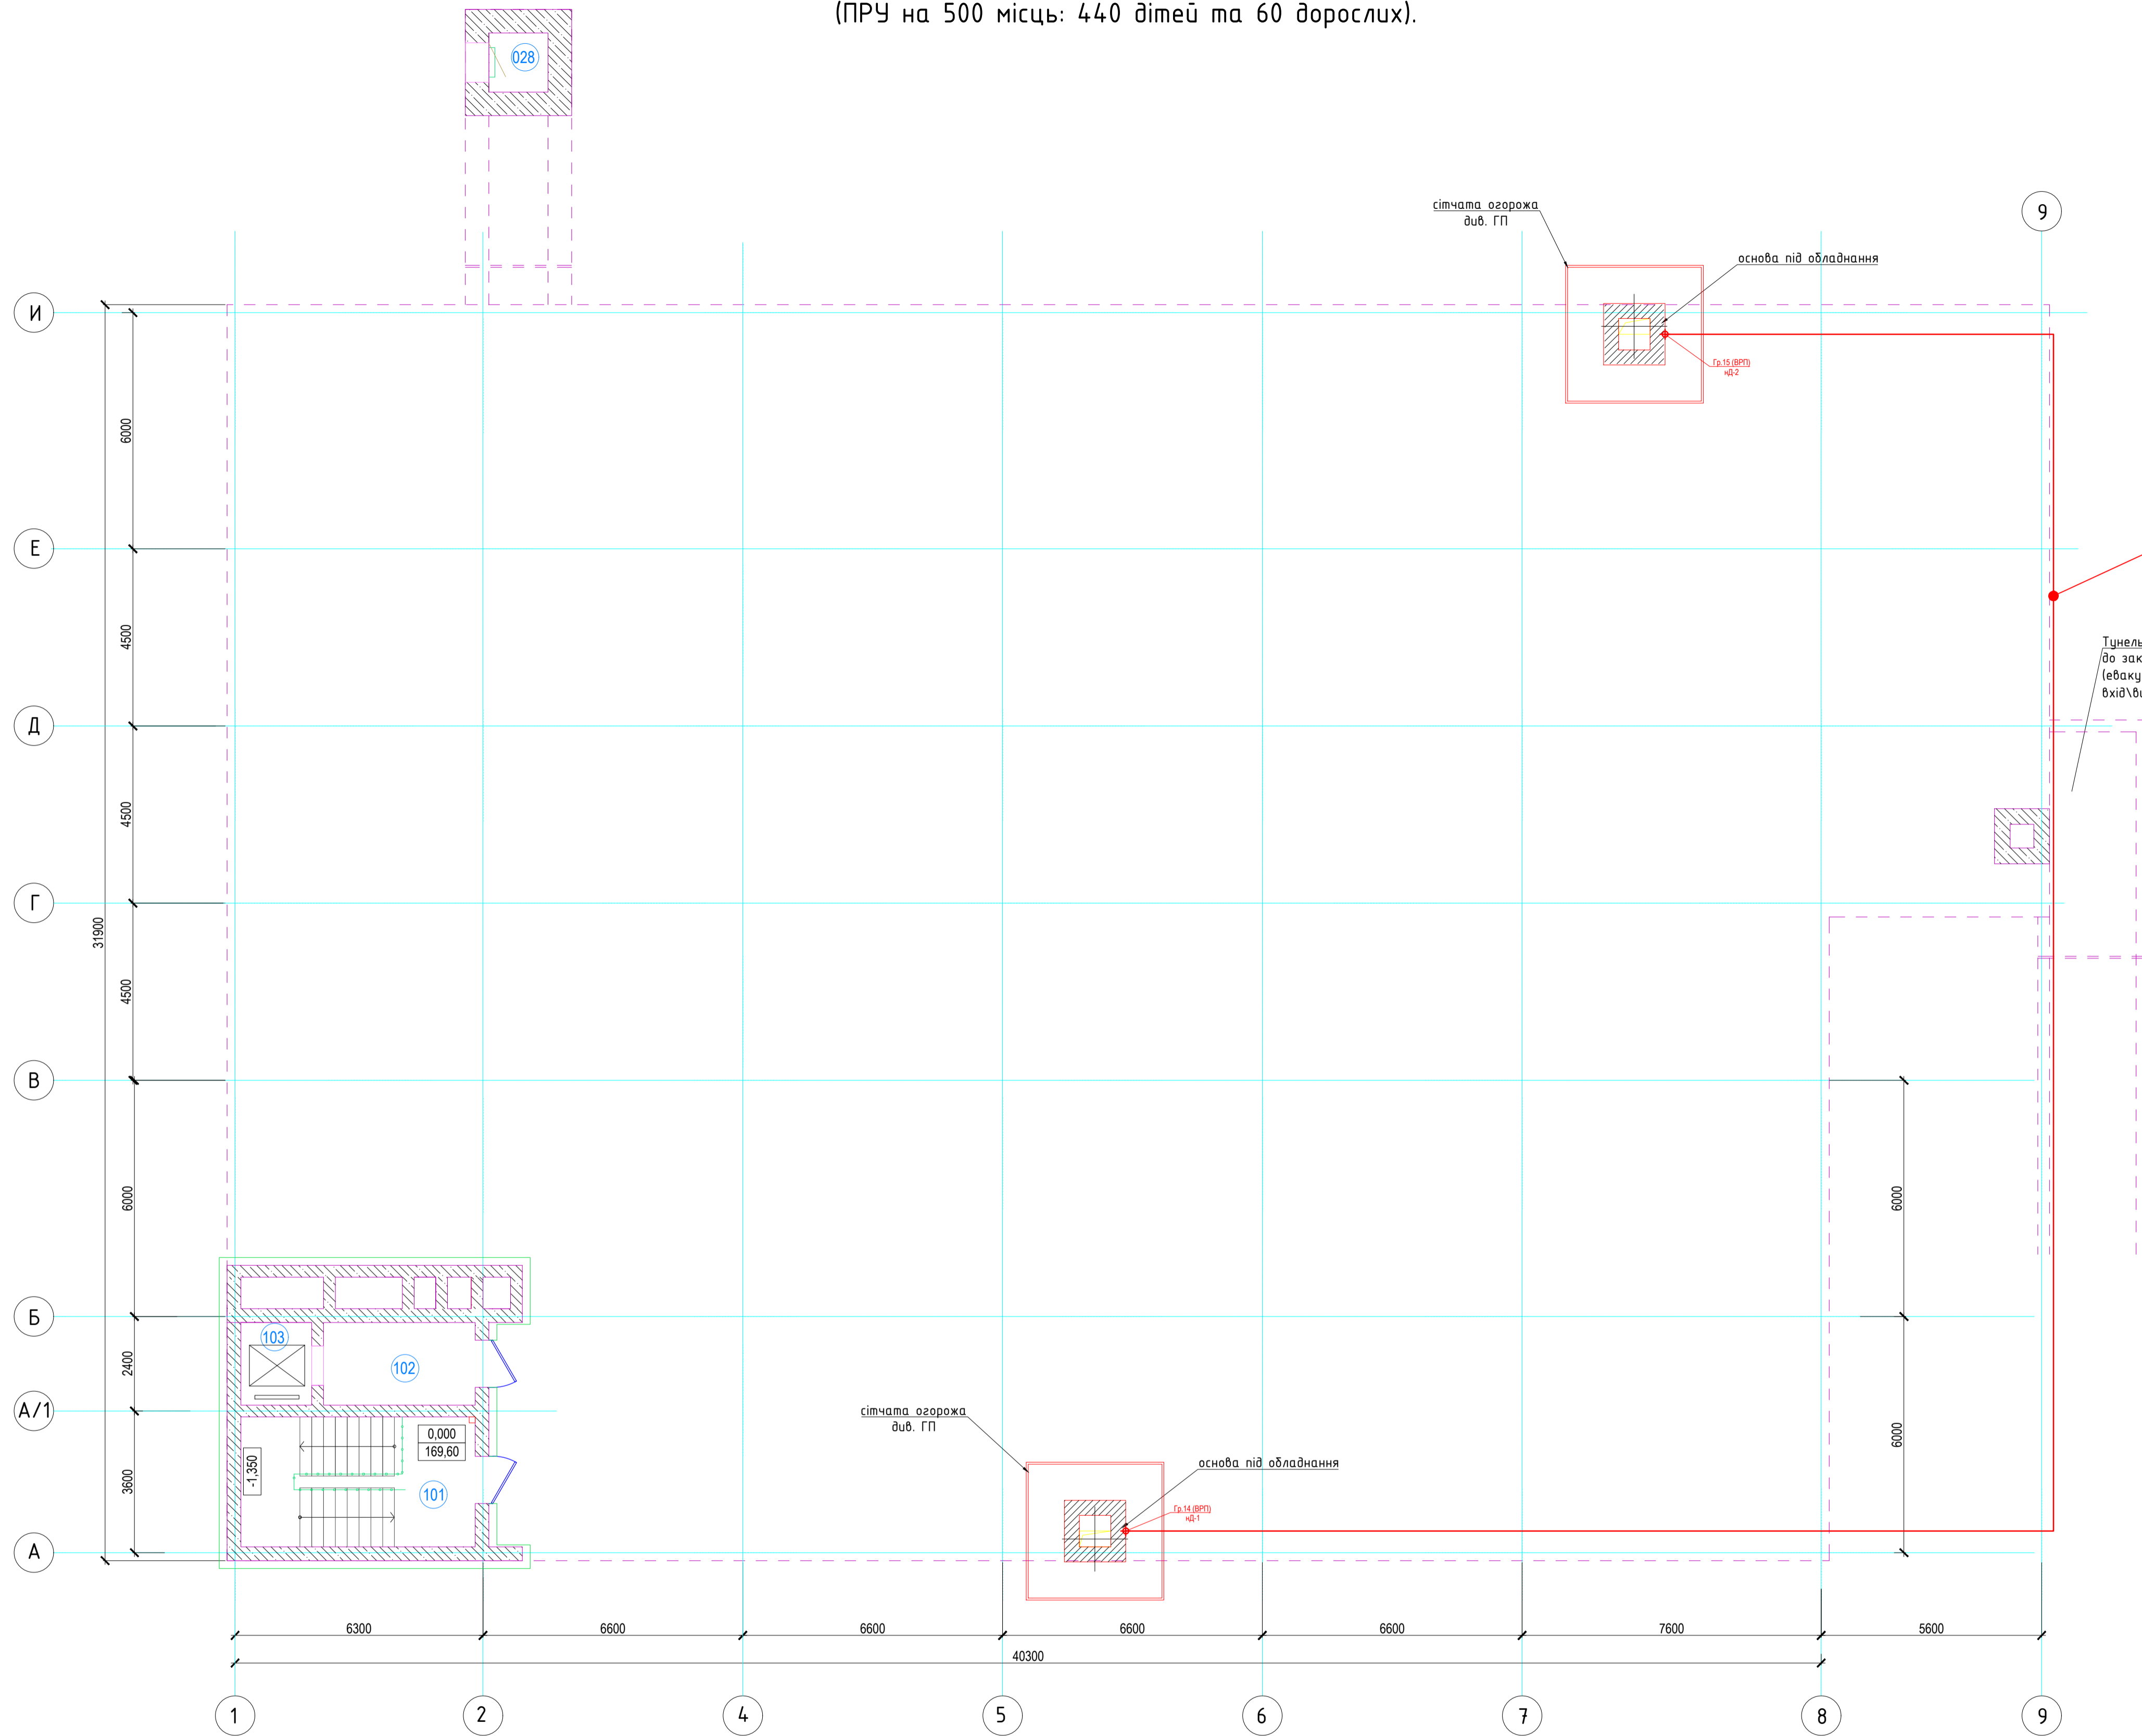 (ПРУ на 500 місць: 440 дітей та 60 дорослих).
028
сітчата огорожа
див. ГП
9
основа під обладнання
И
Гр.15 (ВРП)
нД-2
6000
Е
4500
Тунель
до
(
вхід\
Д
4500
Г
31900
4500
В
6000
6000
Б
103
102
2400
А/1
сітчата огорожа
див. ГП
0,000
169,60
-1,350
101
3600
6000
основа під обладнання
Гр.14 (ВРП)
нД-1
А
6300
6600
6600
6600
6600
7600
5600
40300
1
2
4
5
6
7
8
9